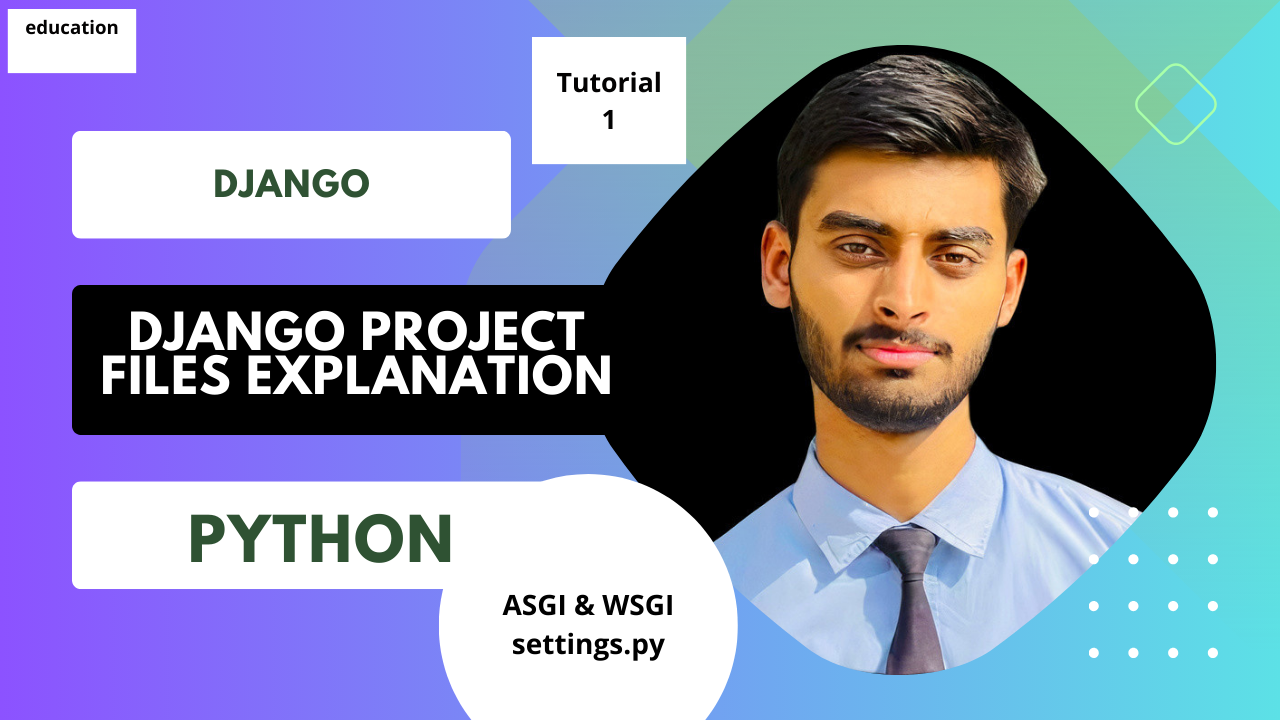 education
Tutorial
1
DJANGO
DJANGO PROJECT
FILES EXPLANATION
PYTHON
ASGI & WSGI
settings.py